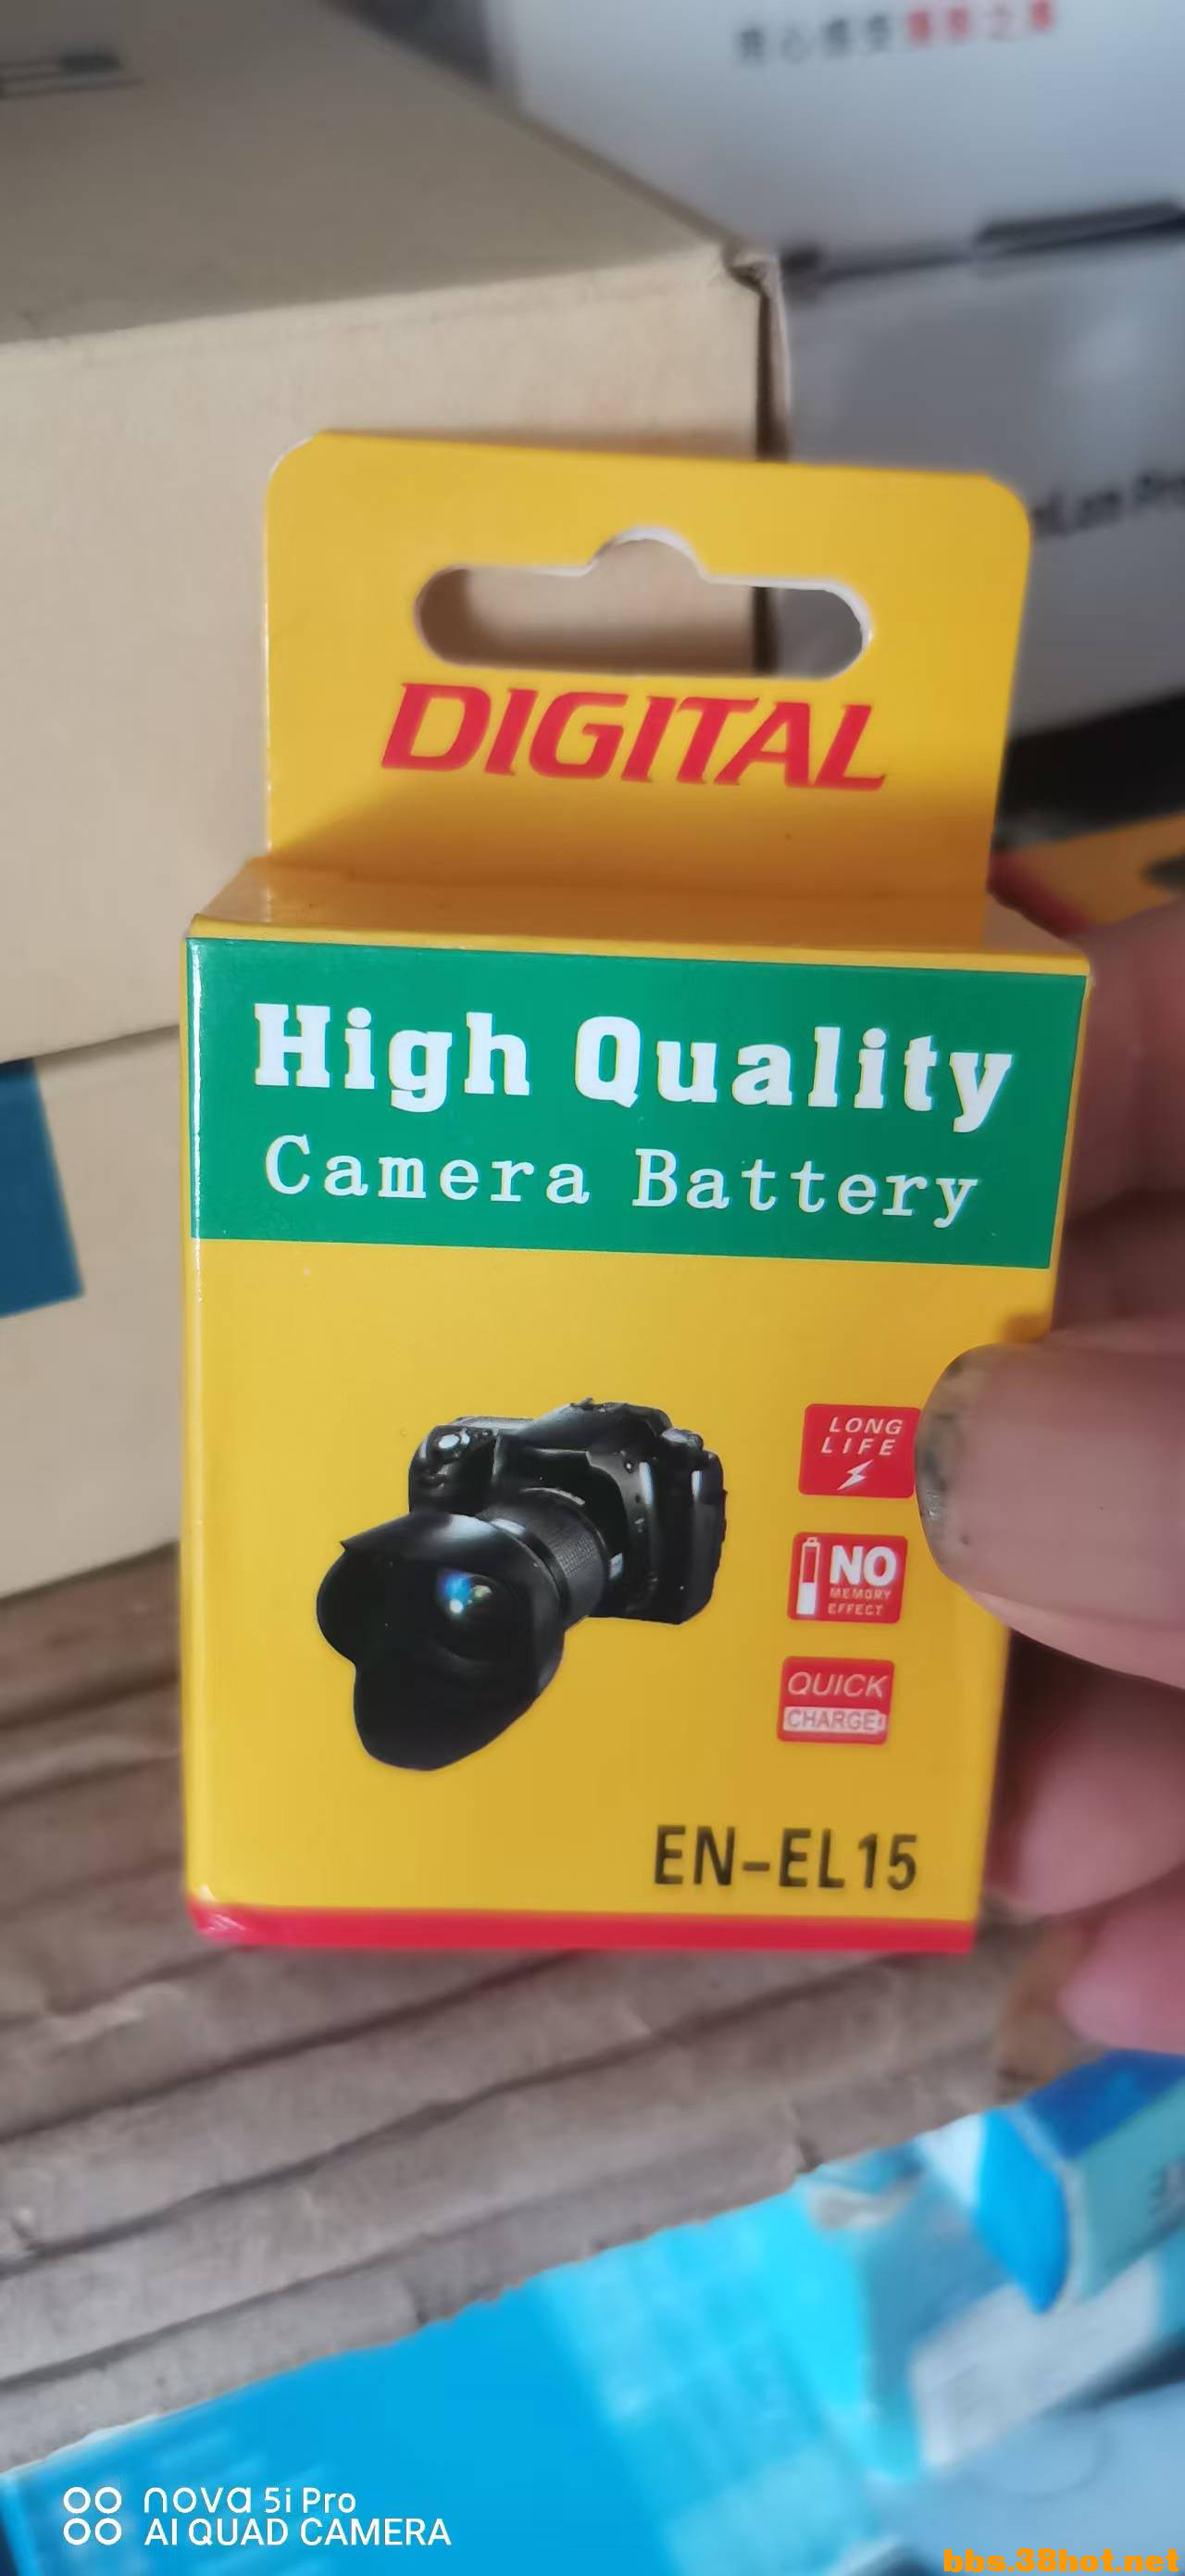 DIGITAL
High Quality
Camera Battery
LONG
LIFE
NO
MEMORY
EFFECT
QUICK
CHARGE
EN-EL15
nova 5i Pro
AI QUAD CAMERA
bbs.38hot.net